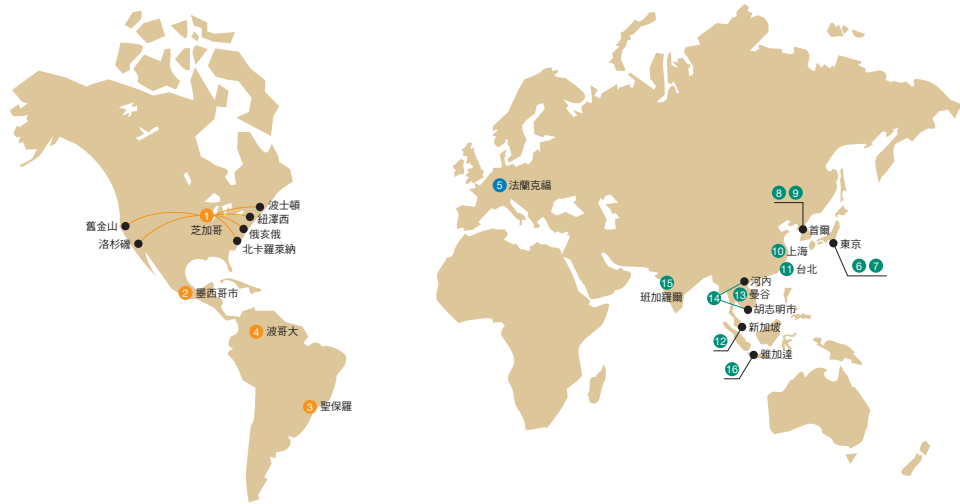 舊金山
洛杉磯
1
芝加哥
波士頓
紐澤西
俄亥俄
北卡羅萊納
2 墨西哥市
4 波哥大
3 聖保羅
5 法蘭克福
8 9
首爾
東京
6 7
10 上海
11 台北
15
班加羅爾
河內
13 曼谷
14
胡志明市
新加坡
12
雅加達
16